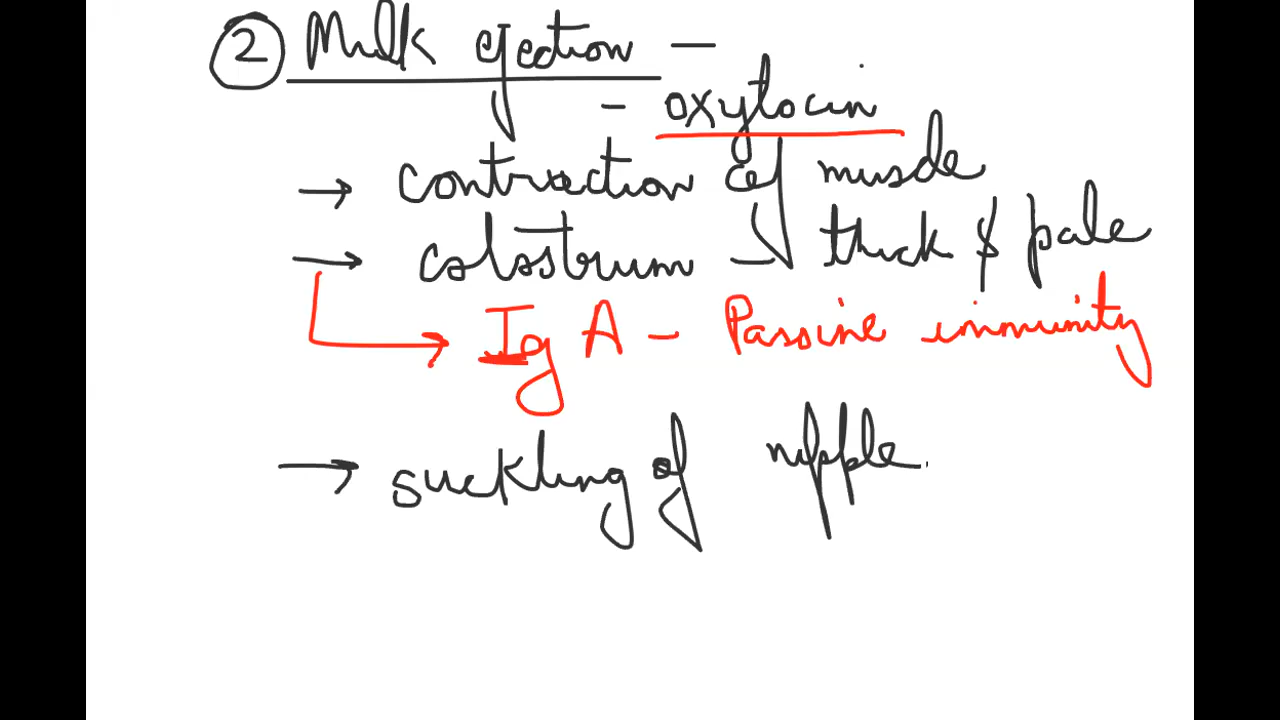 ② Milk ejection —
- oxytocin
→ contraction of muscle
→ colostrum → thick & pale
→ Ig A - Passive immunity
→ suckling of nipple.